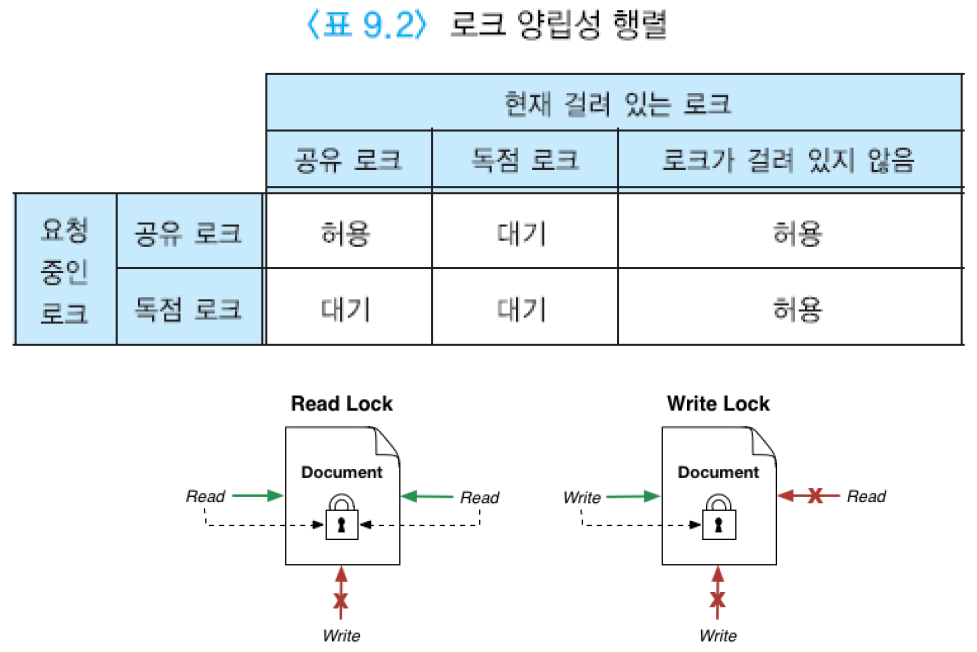 〈표 9.2〉 로크 양립성 행렬
현재 걸려 있는 로크
공유 로크 독점 로크 로크가 걸려 있지 않음
요청
중인
로크
공유 로크 허용 대기 허용
독점 로크 대기 대기 허용
Read Lock
Document
Read
Read
Write
Write Lock
Document
Write
X
Read
X
Write